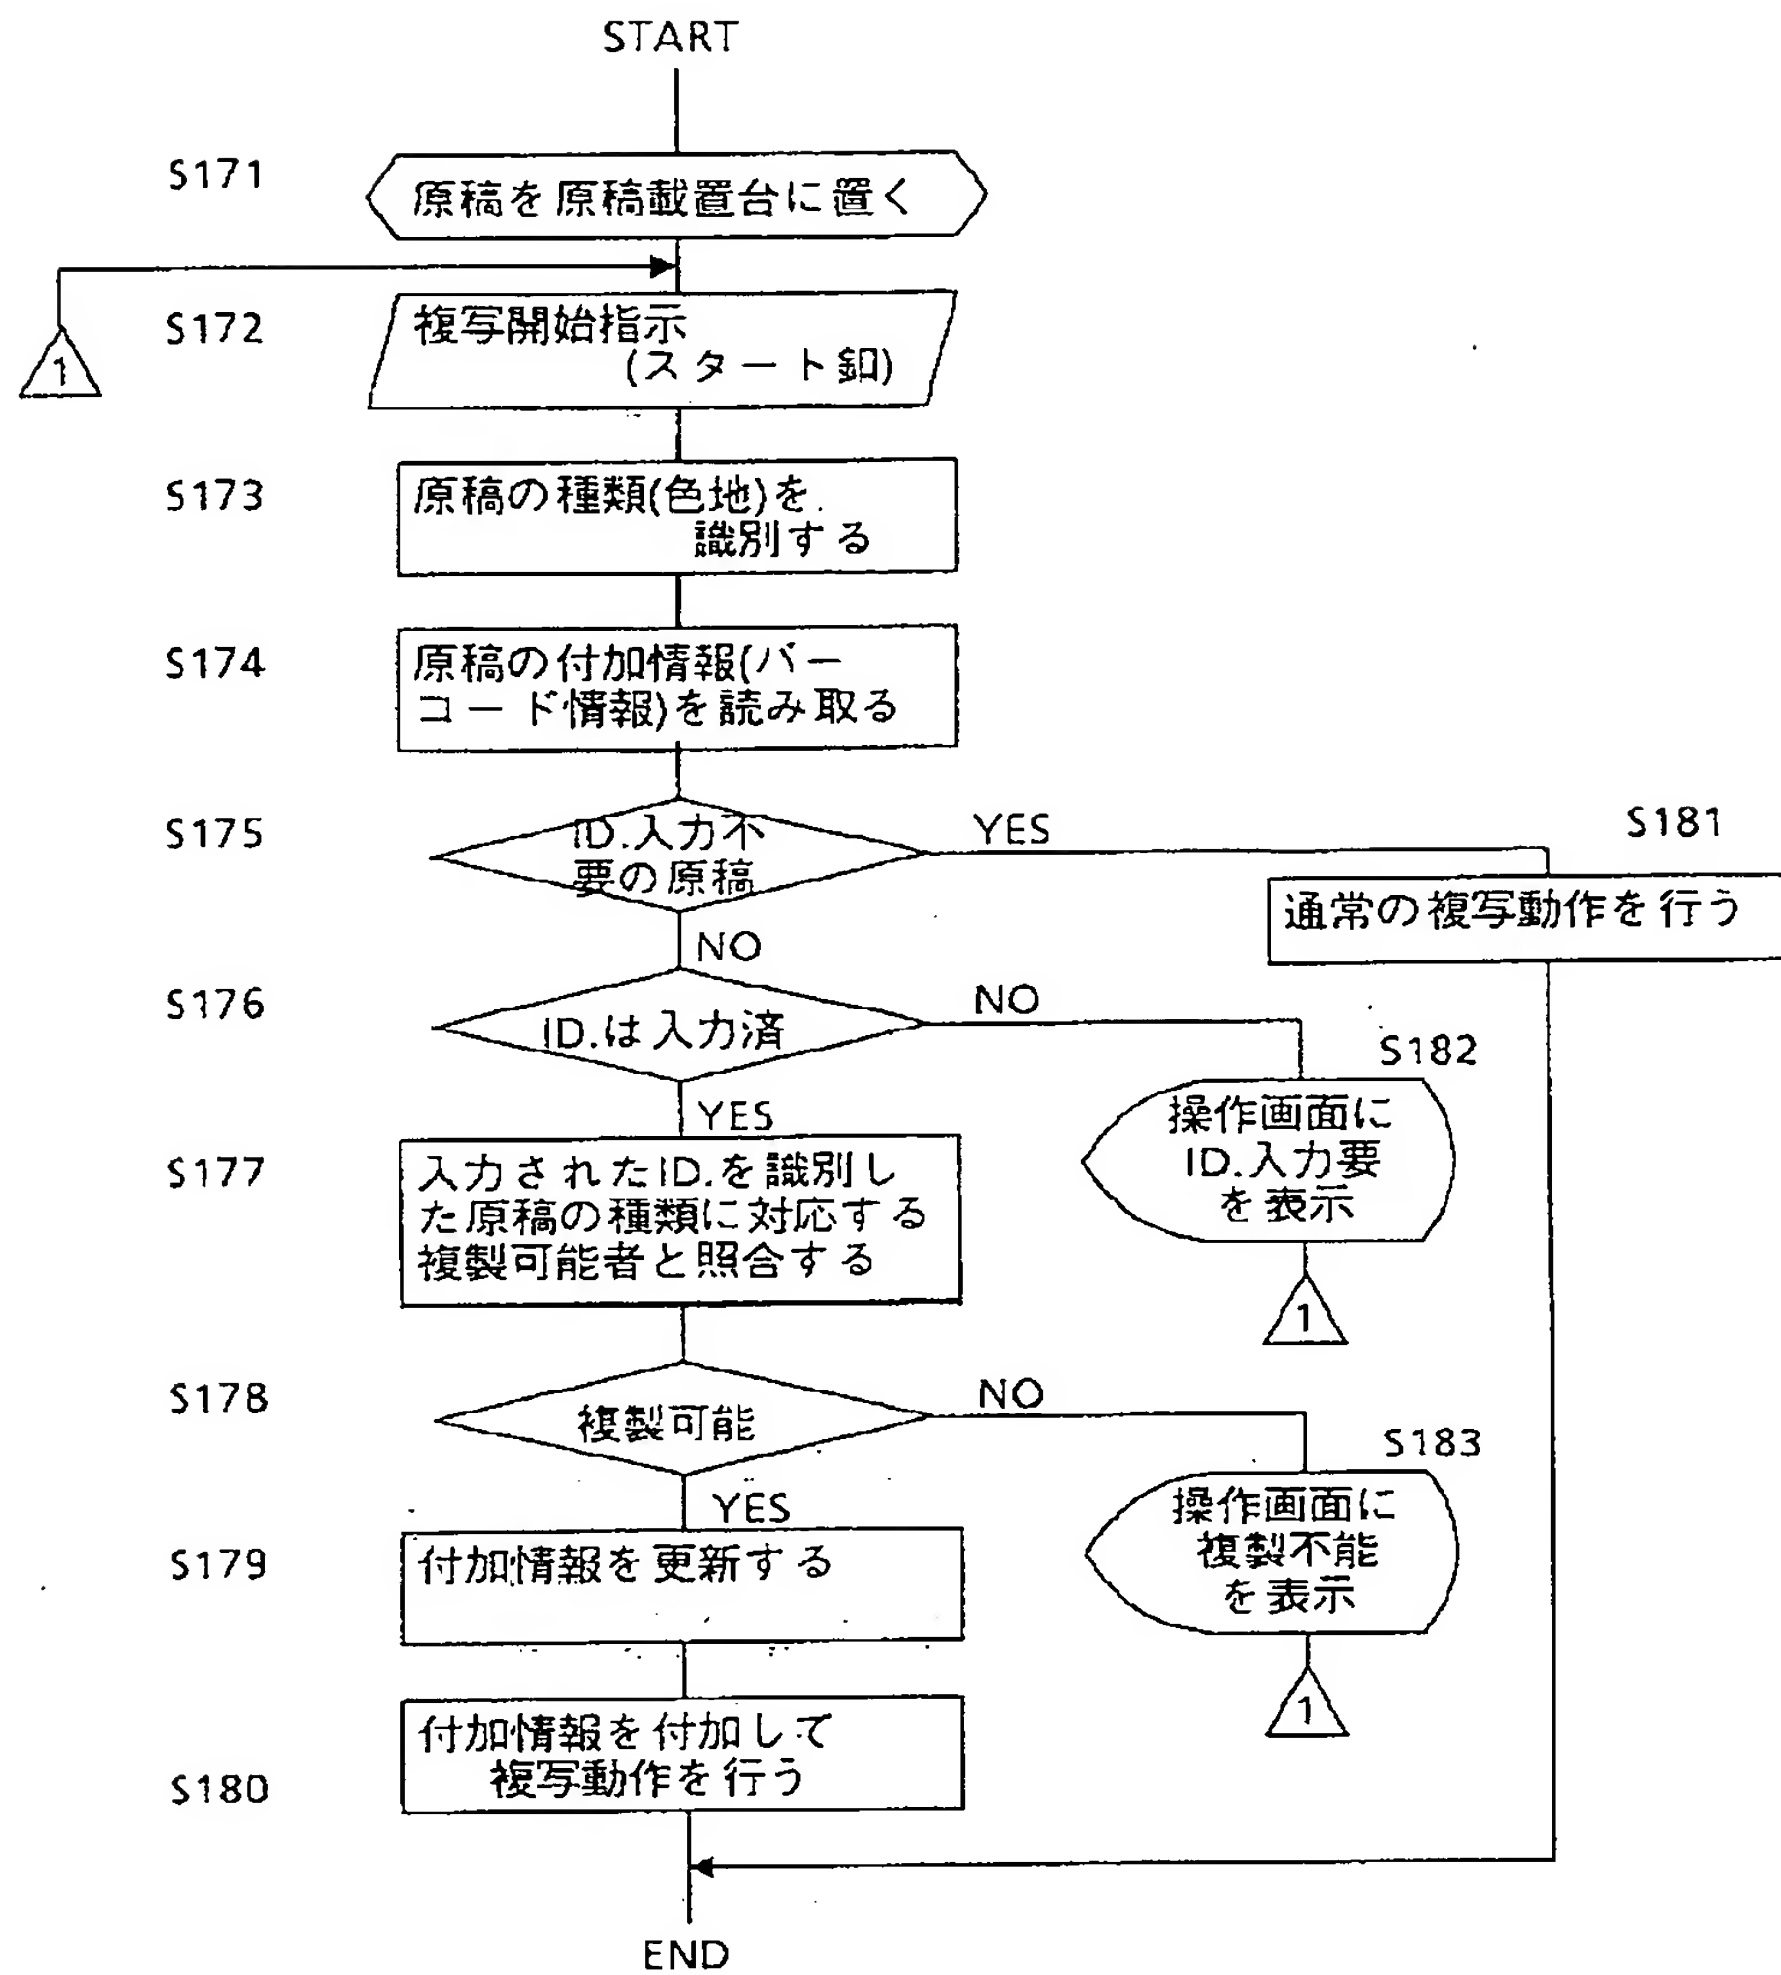 START
S171
原稿を原稿載置台に置く
S172
複写開始指示
(スタート釦)
1
S173
原稿の種類(色地)を
識別する
S174
原稿の付加情報(バー
コード情報)を読み取る
S175
ID.入力不
要の原稿
YES
S181
通常の複写動作を行う
NO
S176
ID.は入力済
NO
S182
操作画面に
ID.入力要
を表示
1
YES
S177
入力されたID.を識別し
た原稿の種類に対応する
複製可能者と照合する
S178
複製可能
NO
S183
操作画面に
複製不能
を表示
1
YES
S179
付加情報を更新する
S180
付加情報を付加して
複写動作を行う
END